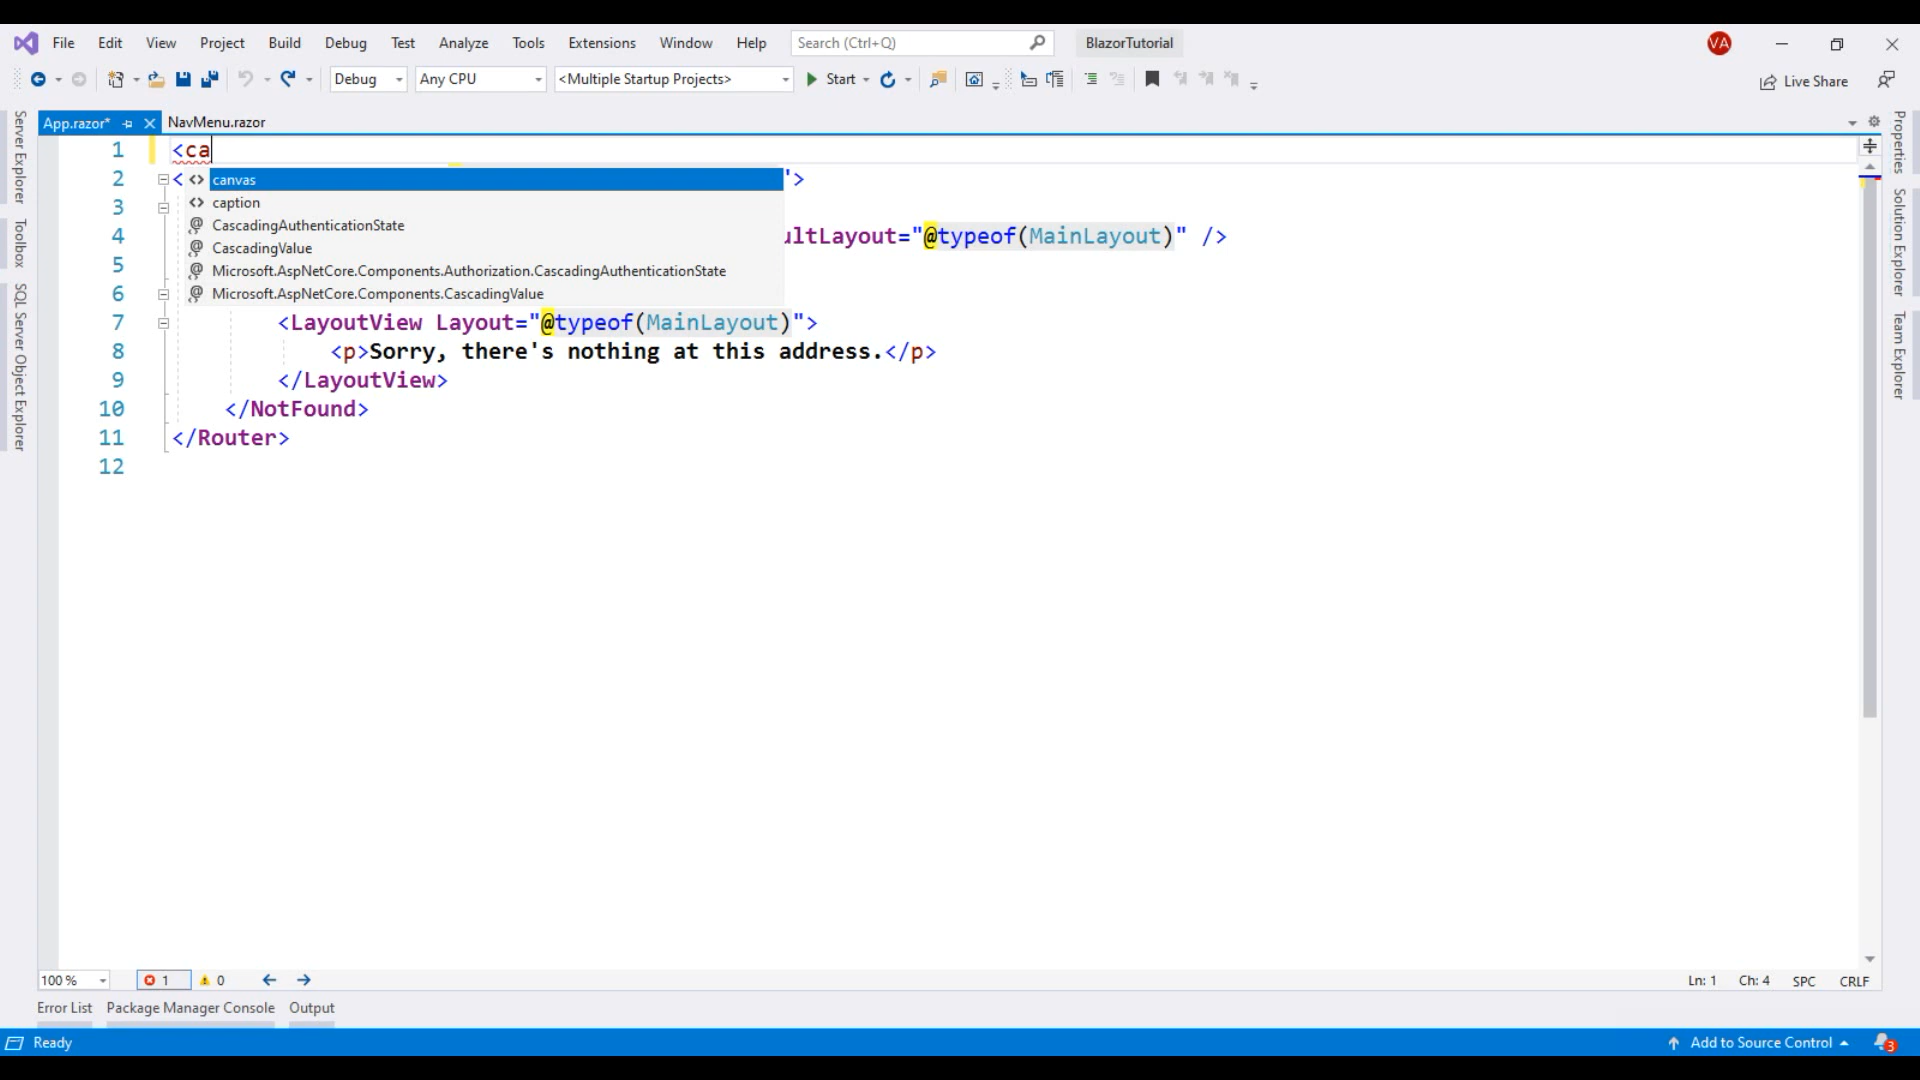 File Edit View Project Build Debug Test Analyze Tools Extensions Window Help Search (Ctrl+Q) BlazorTutorial VA
Debug Any CPU <Multiple Startup Projects> Start Live Share
App.razor* NavMenu.razor
Server Explorer
Toolbox
SQL Server Object Explorer
1 <ca
2 < '>
3
4 ultLayout="@typeof(MainLayout)" />
5
6
7 <LayoutView Layout="@typeof(MainLayout)">
8 <p>Sorry, there's nothing at this address.</p>
9 </LayoutView>
10 </NotFound>
11 </Router>
12
canvas
caption
CascadingAuthenticationState
CascadingValue
Microsoft.AspNetCore.Components.Authorization.CascadingAuthenticationState
Microsoft.AspNetCore.Components.CascadingValue
Properties
Solution Explorer
Team Explorer
100 % 1 0 Ln: 1 Ch: 4 SPC CRLF
Error List Package Manager Console Output
Ready Add to Source Control 3